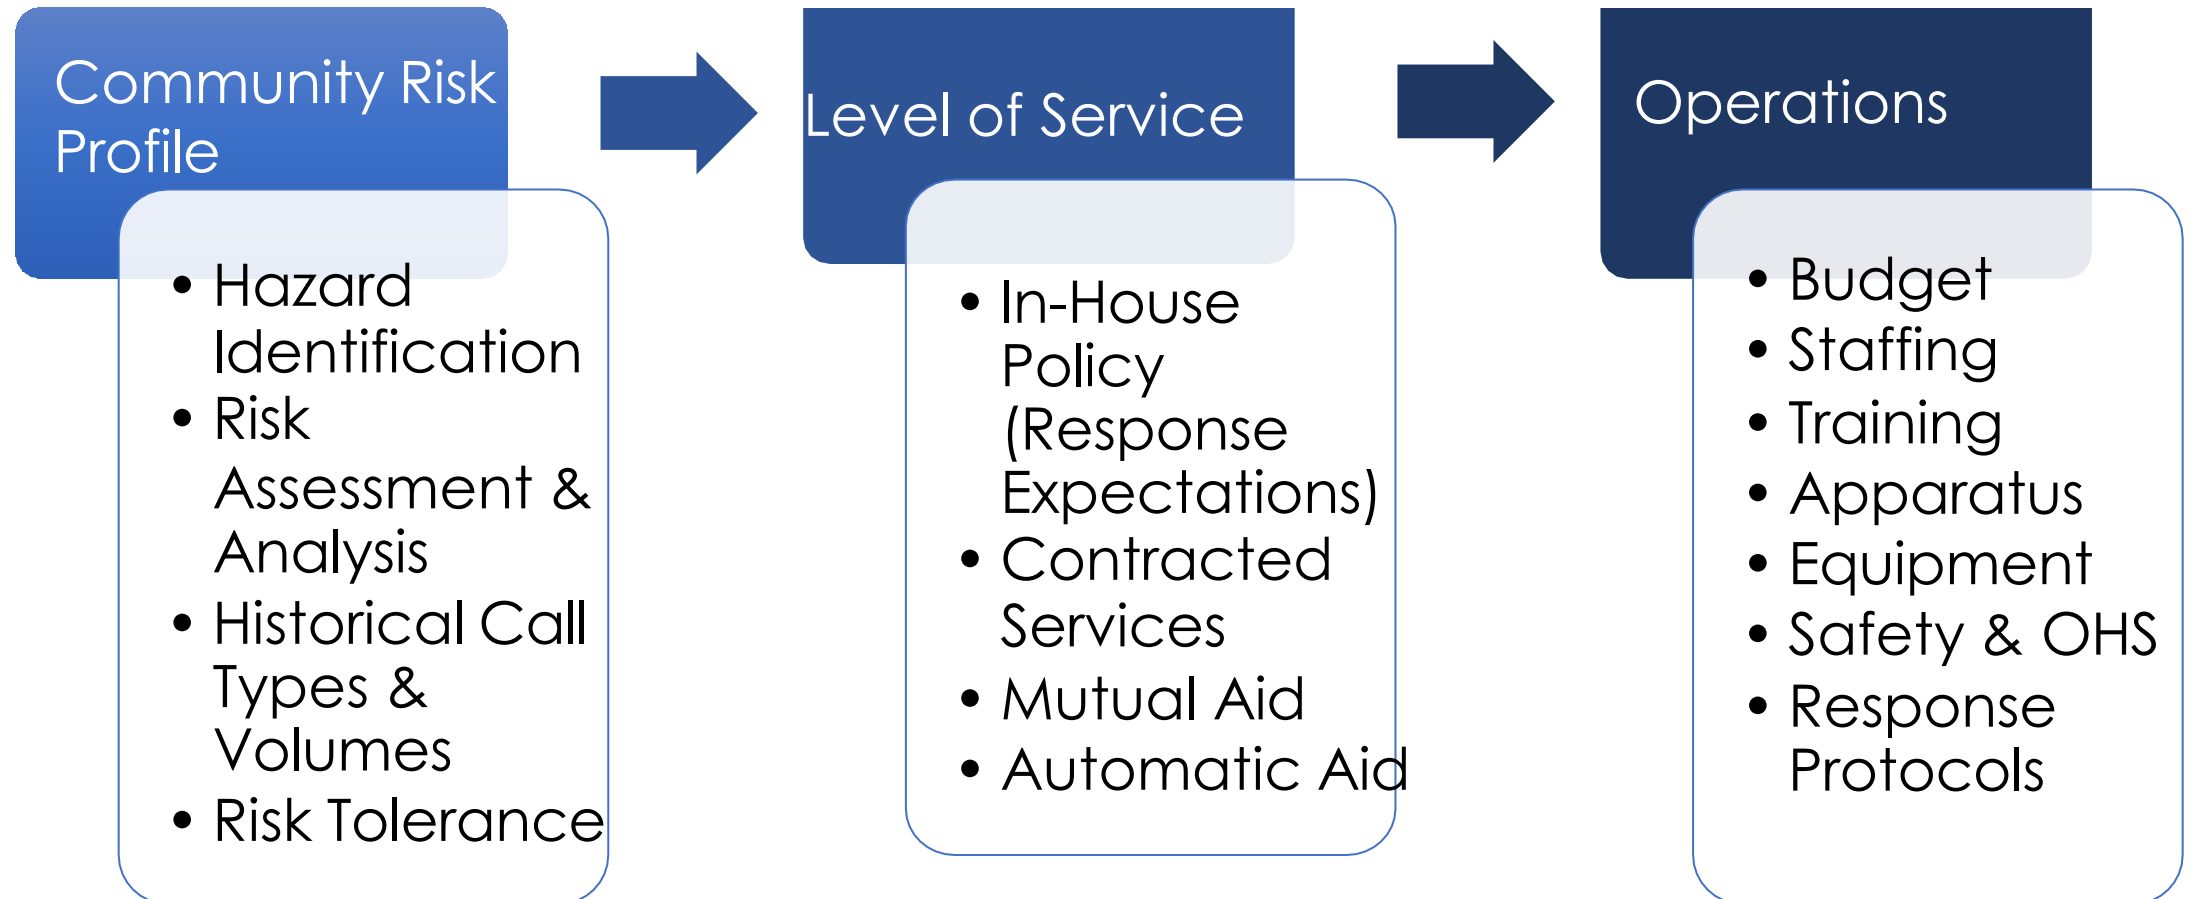 Community Risk
Profile
• Hazard
Identification
• Risk
Assessment &
Analysis
• Historical Call
Types &
Volumes
• Risk Tolerance
Level of Service
• In-House
Policy
(Response
Expectations)
• Contracted
Services
• Mutual Aid
• Automatic Aid
Operations
• Budget
• Staffing
• Training
• Apparatus
• Equipment
• Safety & OHS
• Response
Protocols